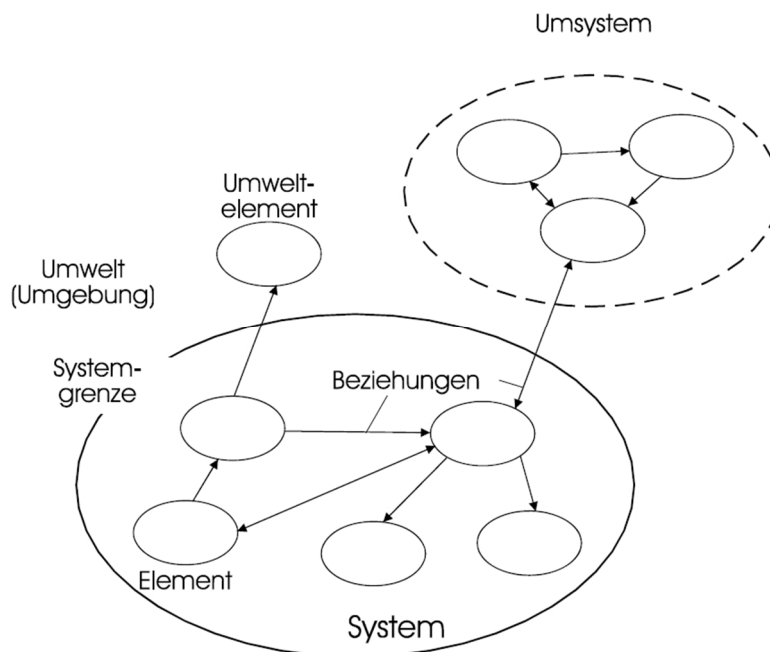 Umsystem
Umwelt-
element
Umwelt
(Umgebung)
System-
grenze
Beziehungen
Element
System